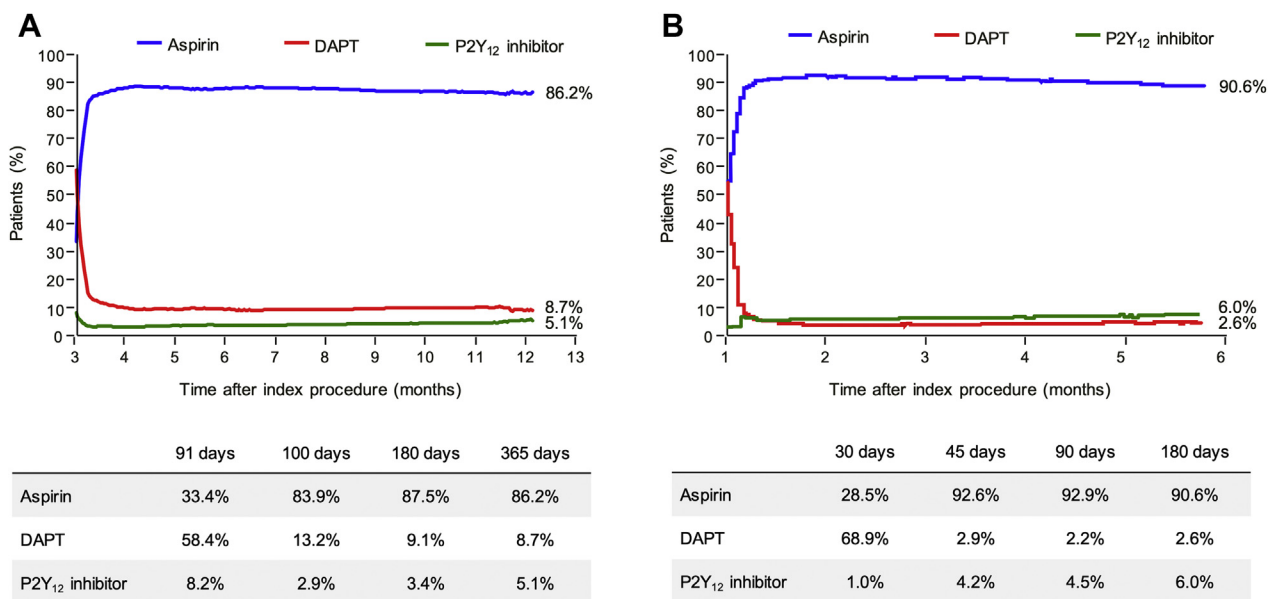 A
Aspirin DAPT P2Y12 inhibitor
100
90
80
70
60
50
40
30
20
10
0
Patients (%)
86.2%
8.7%
5.1%
3 4 5 6 7 8 9 10 11 12 13
Time after index procedure (months)
91 days 100 days 180 days 365 days
Aspirin 33.4% 83.9% 87.5% 86.2%
DAPT 58.4% 13.2% 9.1% 8.7%
P2Y12 inhibitor 8.2% 2.9% 3.4% 5.1%
B
Aspirin DAPT P2Y12 inhibitor
100
90
80
70
60
50
40
30
20
10
0
Patients (%)
90.6%
6.0%
2.6%
1 2 3 4 5 6
Time after index procedure (months)
30 days 45 days 90 days 180 days
Aspirin 28.5% 92.6% 92.9% 90.6%
DAPT 68.9% 2.9% 2.2% 2.6%
P2Y12 inhibitor 1.0% 4.2% 4.5% 6.0%